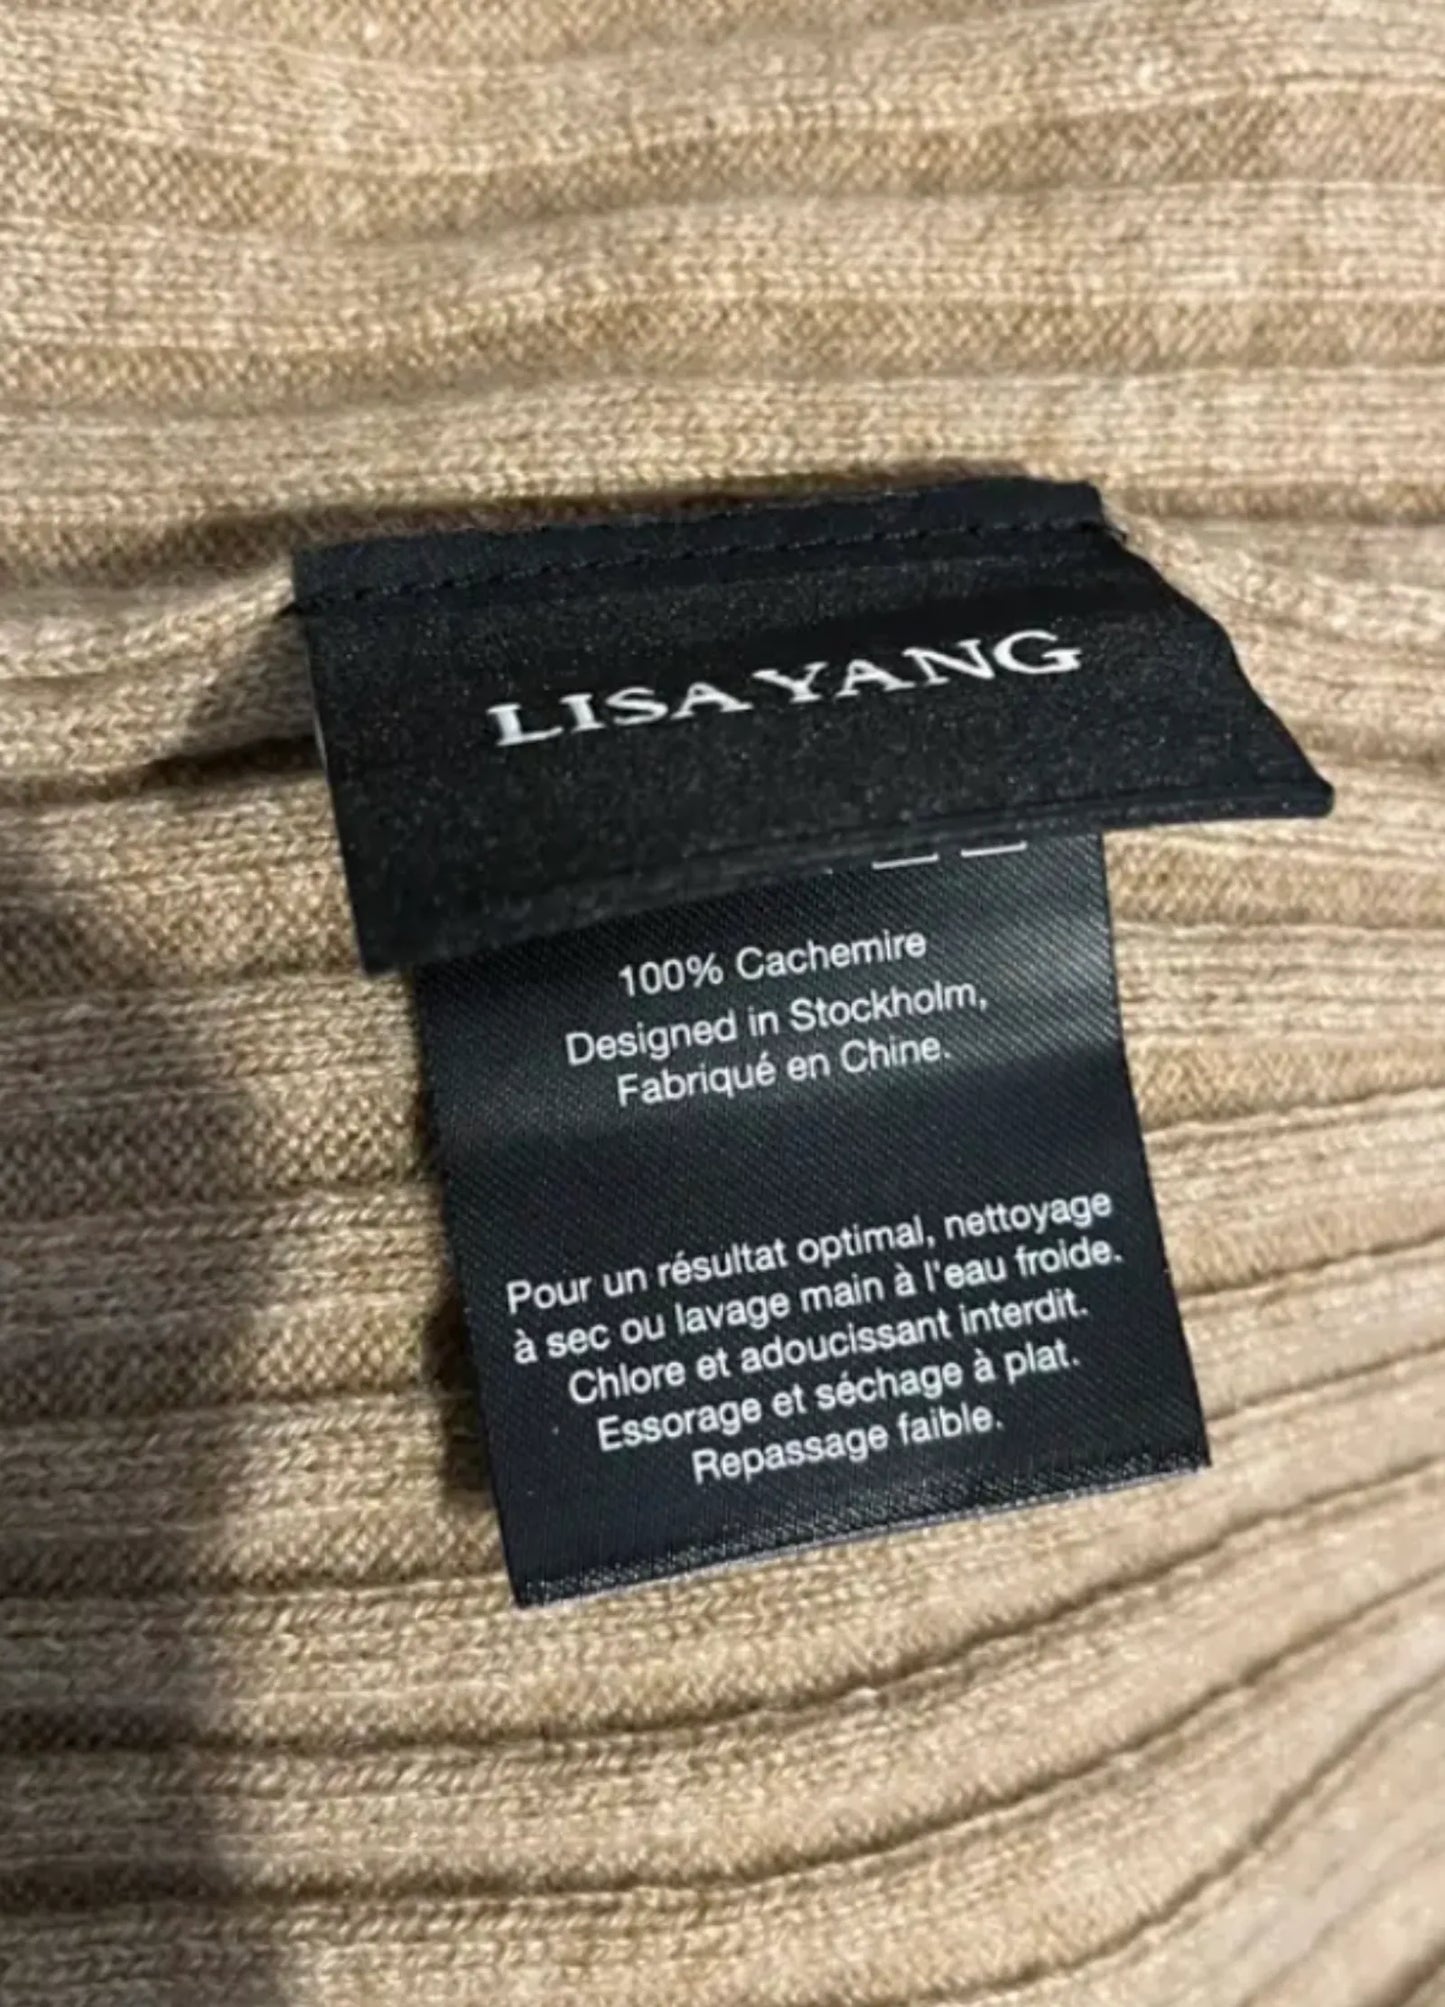 LISA YANG
100% Cachemire
Designed in Stockholm,
Fabriqué en Chine.
Pour un résultat optimal, nettoyage
à sec ou lavage main à l'eau froide.
Chlore et adoucissant interdit.
Essorage et séchage à plat.
Repassage faible.